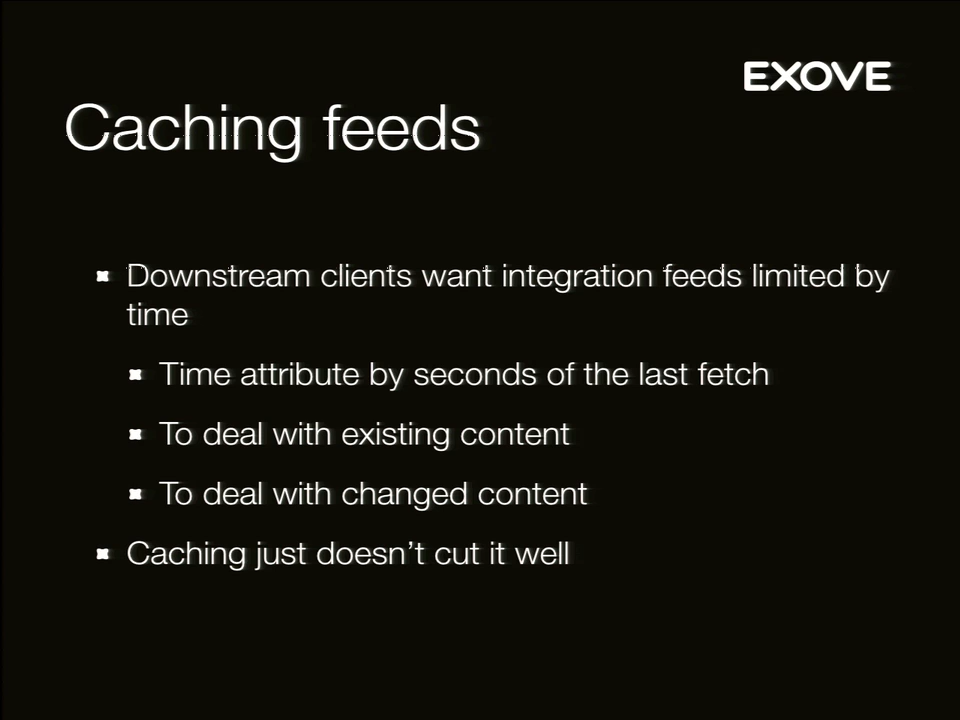 EXOVE
Caching feeds
Downstream clients want integration feeds limited by
time
Time attribute by seconds of the last fetch
To deal with existing content
To deal with changed content
Caching just doesn’t cut it well